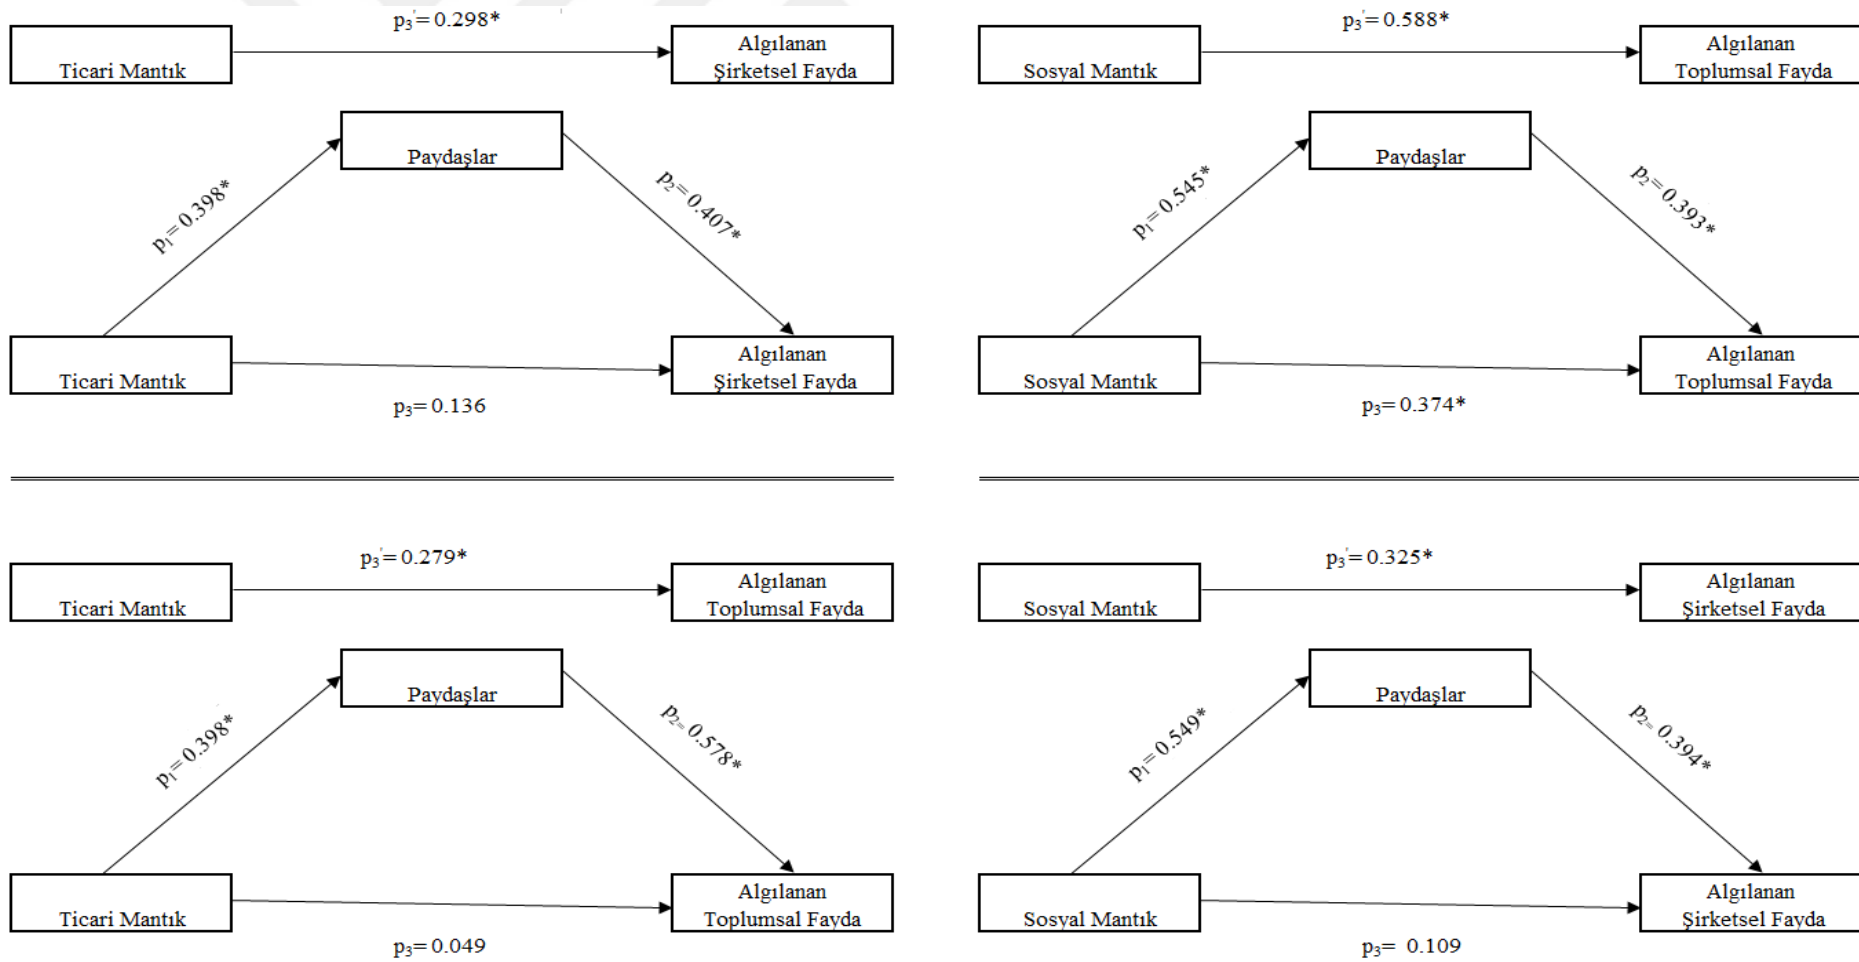 p₃'= 0.298*
Ticari Mantık
Algılanan
Şirketsel Fayda
Paydaşlar
p₁= 0.398*
p₂= 0.407*
Ticari Mantık
Algılanan
Şirketsel Fayda
p₃= 0.136
p₃'= 0.588*
Sosyal Mantık
Algılanan
Toplumsal Fayda
Paydaşlar
p₁= 0.545*
p₂= 0.393*
Sosyal Mantık
Algılanan
Toplumsal Fayda
p₃= 0.374*
p₃'= 0.279*
Ticari Mantık
Algılanan
Toplumsal Fayda
Paydaşlar
p₁= 0.398*
p₂= 0.578*
Ticari Mantık
Algılanan
Toplumsal Fayda
p₃= 0.049
p₃'= 0.325*
Sosyal Mantık
Algılanan
Şirketsel Fayda
Paydaşlar
p₁= 0.549*
p₂= 0.394*
Sosyal Mantık
Algılanan
Şirketsel Fayda
p₃= 0.109